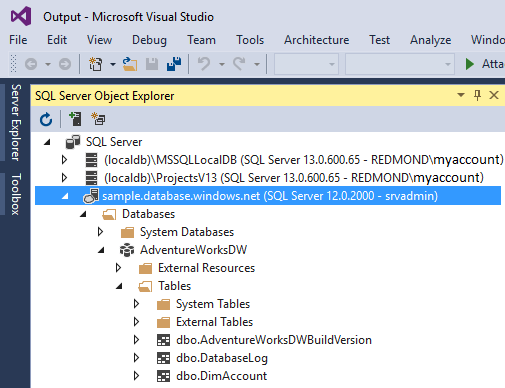 Output - Microsoft Visual Studio
File Edit View Project Debug Team Tools
Database Design Architecture Test Analyze Windo
Atta
Server Explorer
Toolbox
SQL Server Object Explorer
SQL Server
(localdb)\MSSQLLocalDB (SQL Server 13.0.600.65 - REDMOND\myaccount)
(localdb)\ProjectsV13 (SQL Server 13.0.600.65 - REDMOND\myaccount)
sample.database.windows.net (SQL Server 12.0.2000 - srvadmin)
Databases
System Databases
AdventureWorksDW
External Resources
Tables
System Tables
External Tables
dbo.AdventureWorksDWBuildVersion
dbo.DatabaseLog
dbo.DimAccount